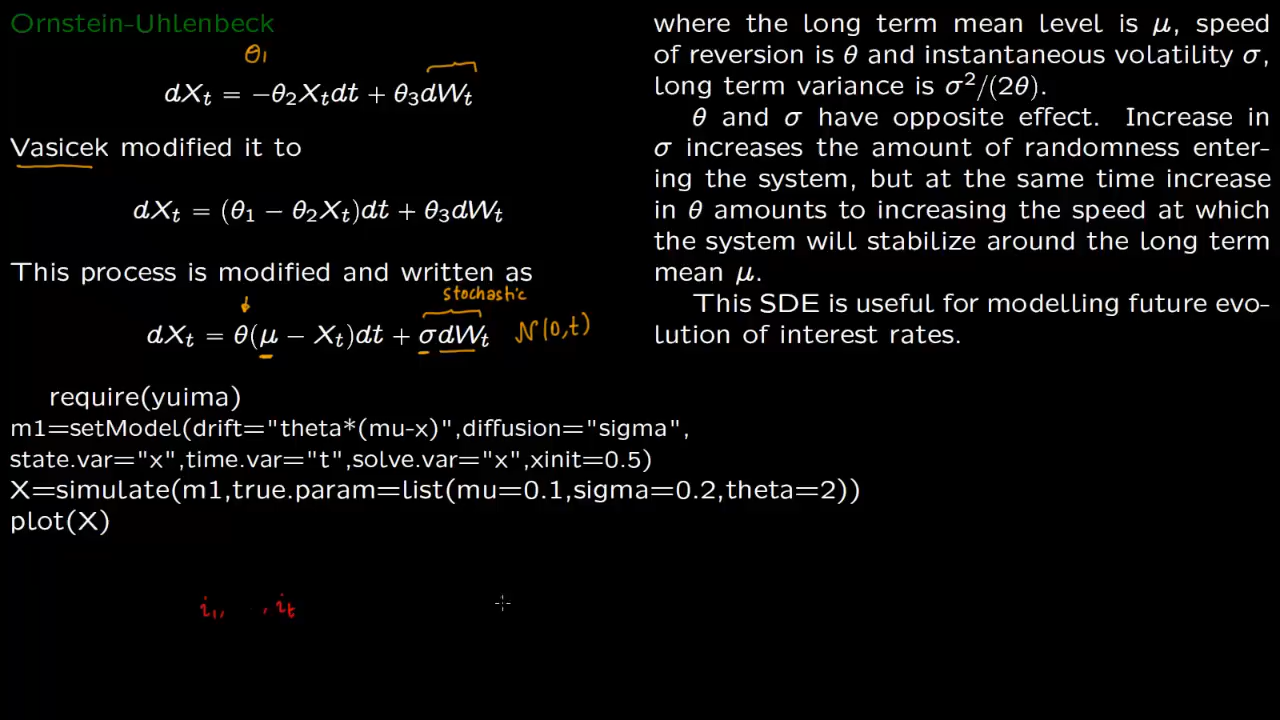 Ornstein-Uhlenbeck
θ₁
dXₜ = −θ₂Xₜdt + θ₃dWₜ
Vasicek modified it to
dXₜ = (θ₁ − θ₂Xₜ)dt + θ₃dWₜ
This process is modified and written as
stochastic
dXₜ = θ(μ − Xₜ)dt + σdWₜ N(0,t)
require(yuima)
m1=setModel(drift="theta*(mu-x)",diffusion="sigma",
state.var="x",time.var="t",solve.var="x",xinit=0.5)
X=simulate(m1,true.param=list(mu=0.1,sigma=0.2,theta=2))
plot(X)
i₁, . . , iₜ
where the long term mean level is μ, speed
of reversion is θ and instantaneous volatility σ,
long term variance is σ²/(2θ).
θ and σ have opposite effect. Increase in
σ increases the amount of randomness enter-
ing the system, but at the same time increase
in θ amounts to increasing the speed at which
the system will stabilize around the long term
mean μ.
This SDE is useful for modelling future evo-
lution of interest rates.